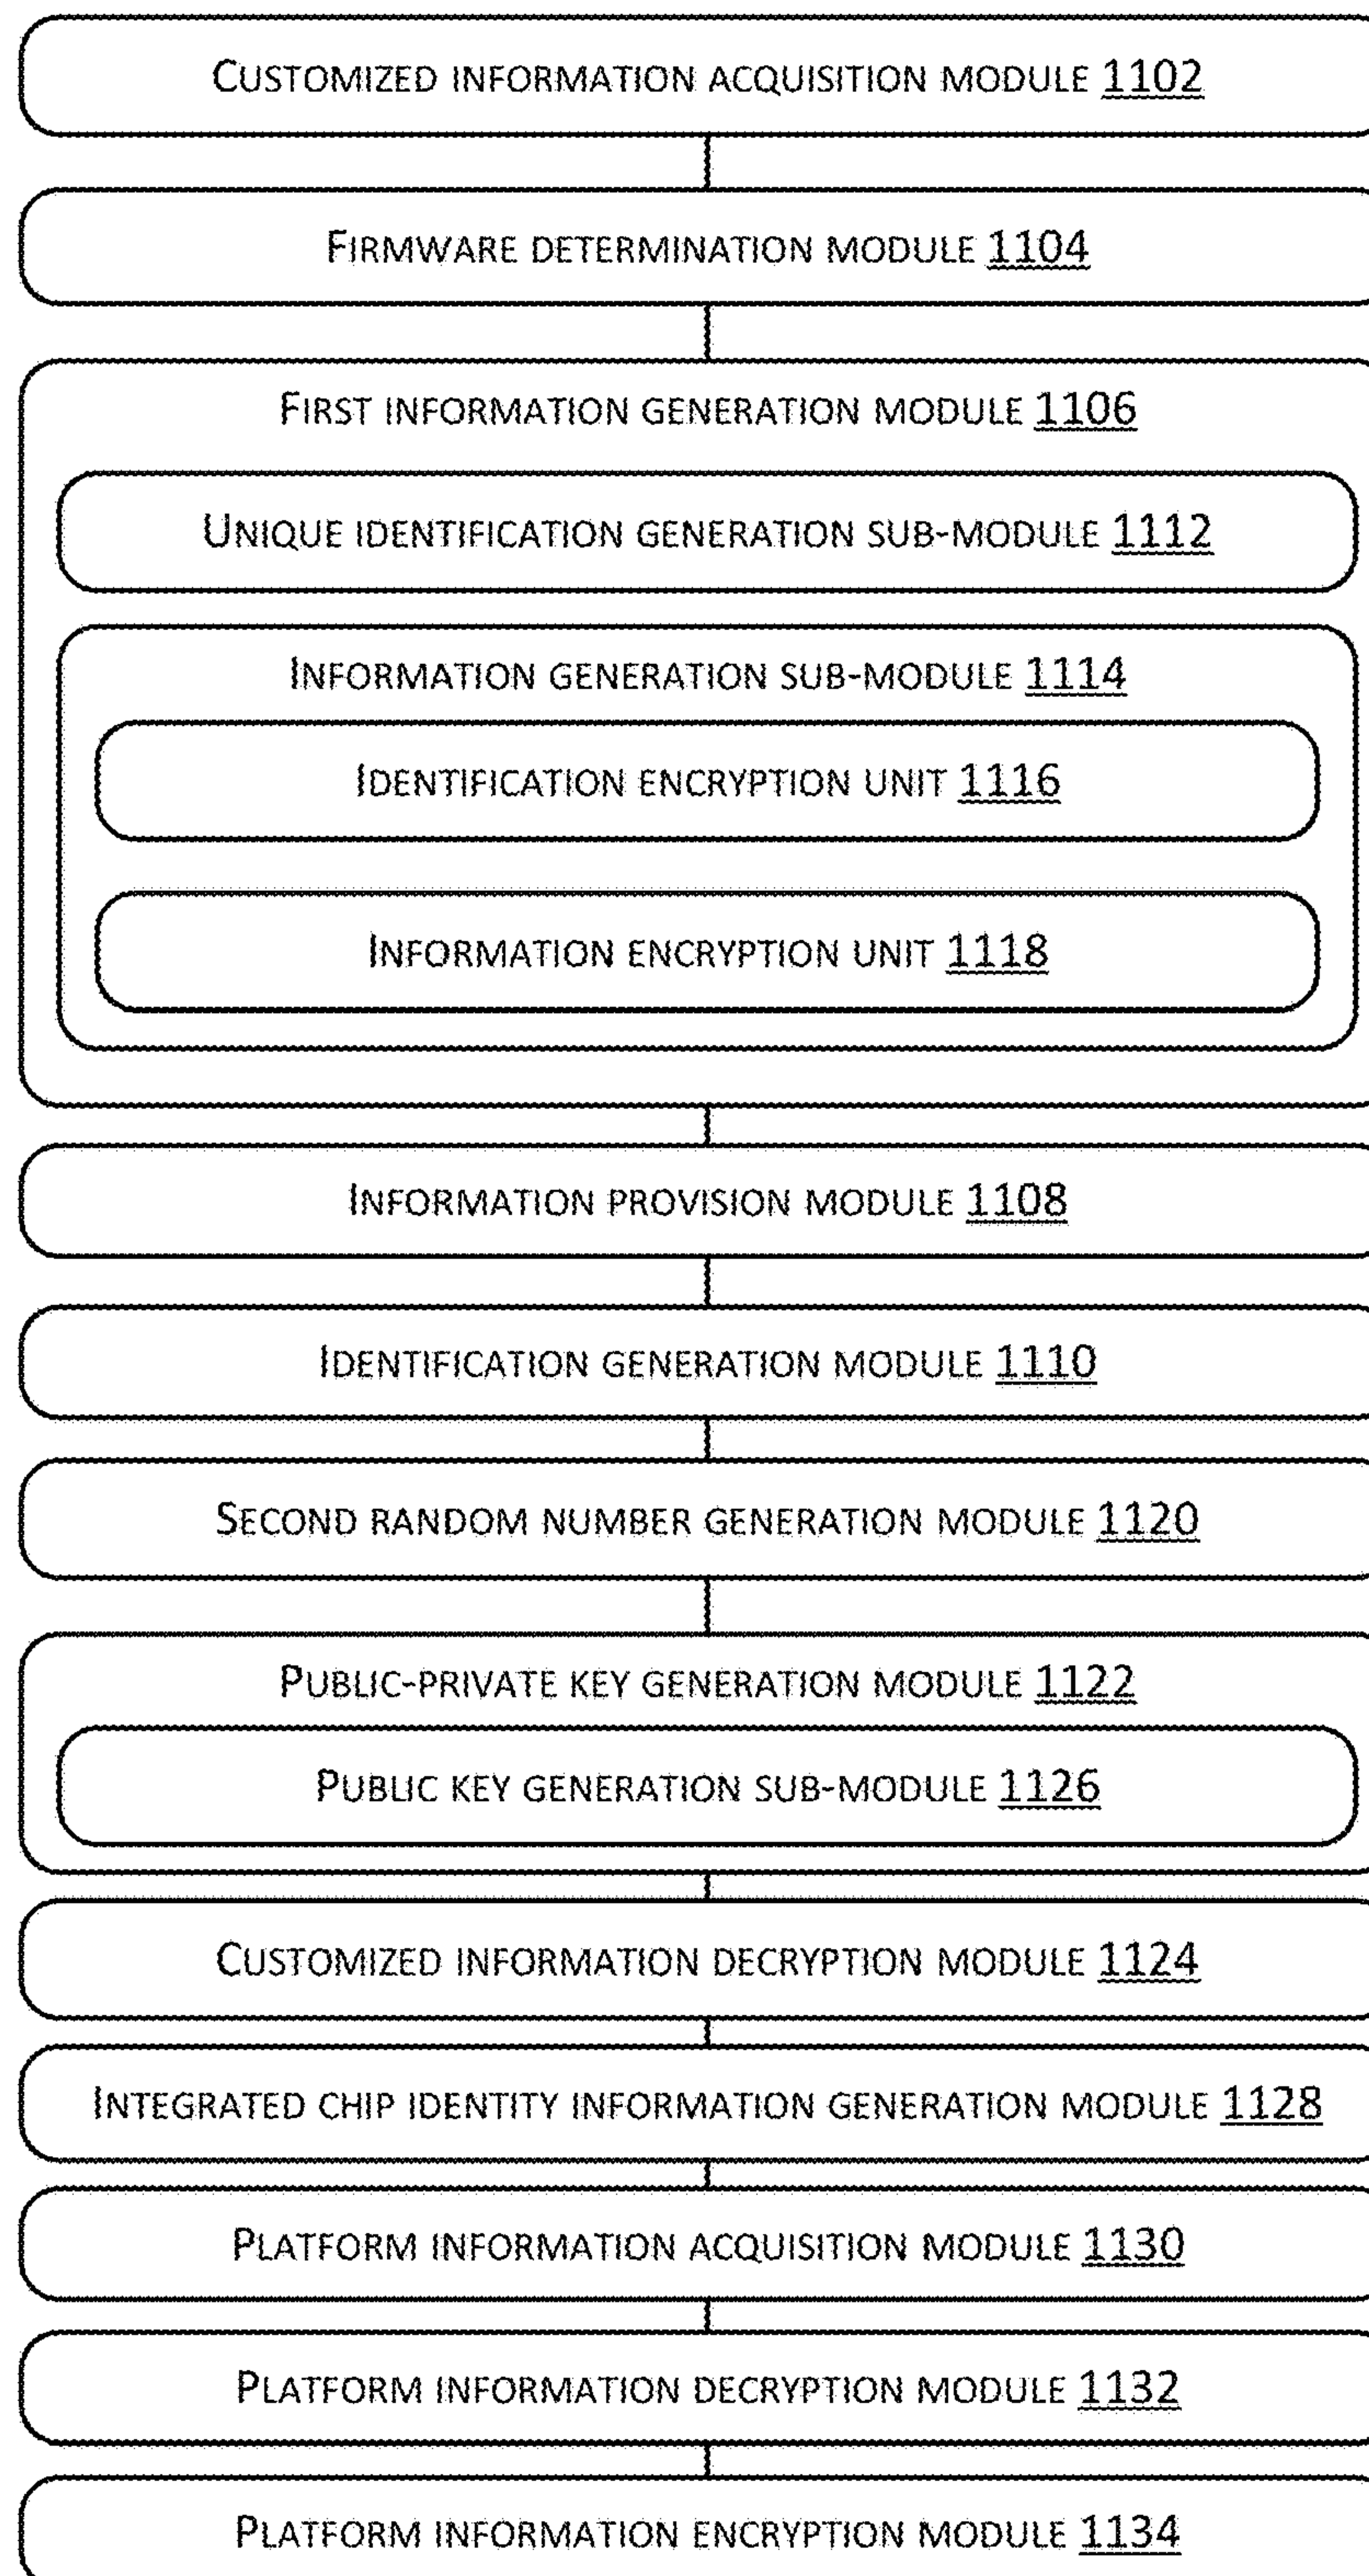 CUSTOMIZED INFORMATION ACQUISITION MODULE 1102
FIRMWARE DETERMINATION MODULE 1104
FIRST INFORMATION GENERATION MODULE 1106
UNIQUE IDENTIFICATION GENERATION SUB-MODULE 1112
INFORMATION GENERATION SUB-MODULE 1114
IDENTIFICATION ENCRYPTION UNIT 1116
INFORMATION ENCRYPTION UNIT 1118
INFORMATION PROVISION MODULE 1108
IDENTIFICATION GENERATION MODULE 1110
SECOND RANDOM NUMBER GENERATION MODULE 1120
PUBLIC-PRIVATE KEY GENERATION MODULE 1122
PUBLIC KEY GENERATION SUB-MODULE 1126
CUSTOMIZED INFORMATION DECRYPTION MODULE 1124
INTEGRATED CHIP IDENTITY INFORMATION GENERATION MODULE 1128
PLATFORM INFORMATION ACQUISITION MODULE 1130
PLATFORM INFORMATION DECRYPTION MODULE 1132
PLATFORM INFORMATION ENCRYPTION MODULE 1134